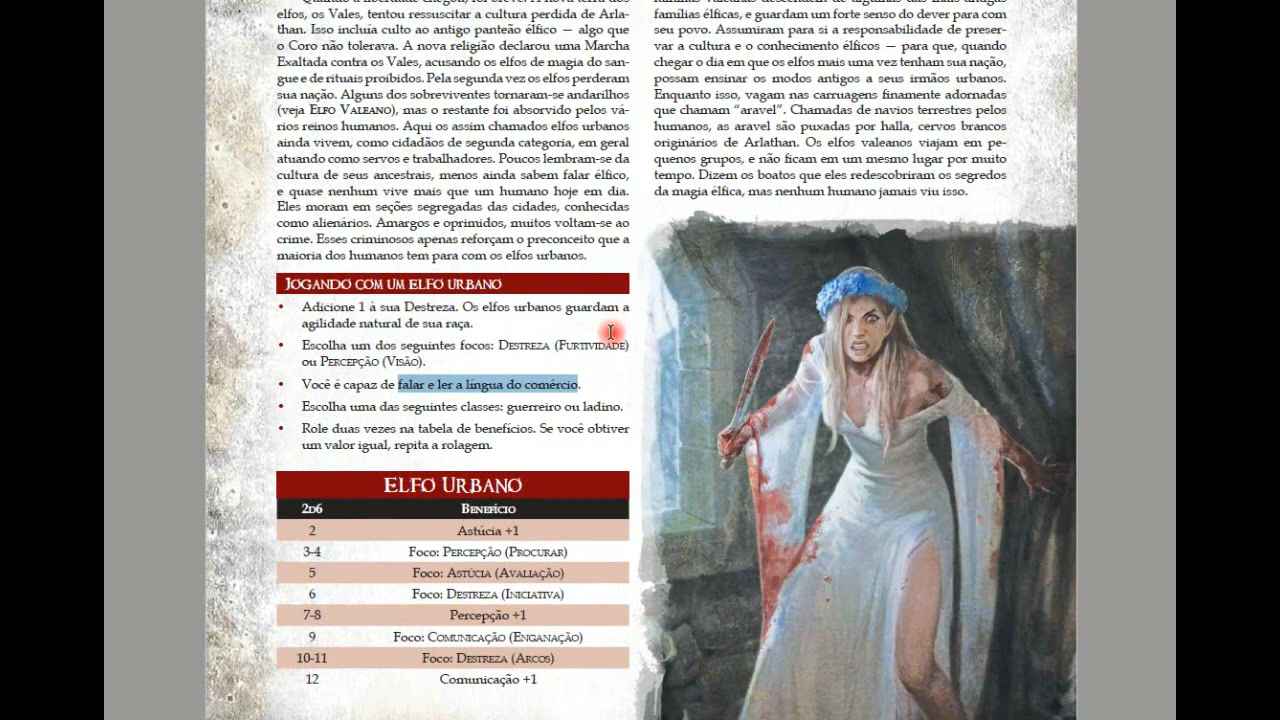 Quando a liberdade chegou, foi breve. A nova terra dos
elfos, os Vales, tentou ressuscitar a cultura perdida de Arla-
than. Isso incluía culto ao antigo panteão élfico — algo que
o Coro não tolerava. A nova religião declarou uma Marcha
Exaltada contra os Vales, acusando os elfos de magia do san-
gue e de rituais proibidos. Pela segunda vez os elfos perderam
sua nação. Alguns dos sobreviventes tornaram-se andarilhos
(veja Elfo Valeano), mas o restante foi absorvido pelos vá-
rios reinos humanos. Aqui os assim chamados elfos urbanos
ainda vivem, como cidadãos de segunda categoria, em geral
atuando como servos e trabalhadores. Poucos lembram-se da
cultura de seus ancestrais, menos ainda sabem falar élfico,
e quase nenhum vive mais que um humano hoje em dia.
Eles moram em seções segregadas das cidades, conhecidas
como alienários. Amargos e oprimidos, muitos voltam-se ao
crime. Esses criminosos apenas reforçam o preconceito que a
maioria dos humanos tem para com os elfos urbanos.
Jogando com um Elfo Urbano
• Adicione 1 à sua Destreza. Os elfos urbanos guardam a
agilidade natural de sua raça.
• Escolha um dos seguintes focos: Destreza (Furtividade)
ou Percepção (Visão).
• Você é capaz de falar e ler a língua do comércio.
• Escolha uma das seguintes classes: guerreiro ou ladino.
• Role duas vezes na tabela de benefícios. Se você obtiver
um valor igual, repita a rolagem.
Elfo Urbano
2d6 Benefício
2 Astúcia +1
3-4 Foco: Percepção (Procurar)
5 Foco: Astúcia (Avaliação)
6 Foco: Destreza (Iniciativa)
7-8 Percepção +1
9 Foco: Comunicação (Enganação)
10-11 Foco: Destreza (Arcos)
12 Comunicação +1
famílias valeanas descendem de algumas das mais antigas
famílias élficas, e guardam um forte senso do dever para com
seu povo. Assumiram para si a responsabilidade de preser-
var a cultura e o conhecimento élficos — para que, quando
chegar o dia em que os elfos mais uma vez tenham sua nação,
possam ensinar os modos antigos a seus irmãos urbanos.
Enquanto isso, vagam nas carruagens finamente adornadas
que chamam “aravel”. Chamadas de navios terrestres pelos
humanos, as aravel são puxadas por halla, cervos brancos
originários de Arlathan. Os elfos valeanos viajam em pe-
quenos grupos, e não ficam em um mesmo lugar por muito
tempo. Dizem os boatos que eles redescobriram os segredos
da magia élfica, mas nenhum humano jamais viu isso.